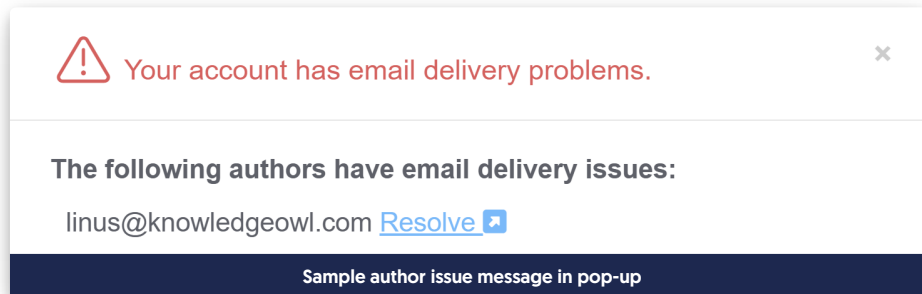 Your account has email delivery problems.
×
The following authors have email delivery issues:
linus@knowledgeowl.com Resolve
Sample author issue message in pop-up